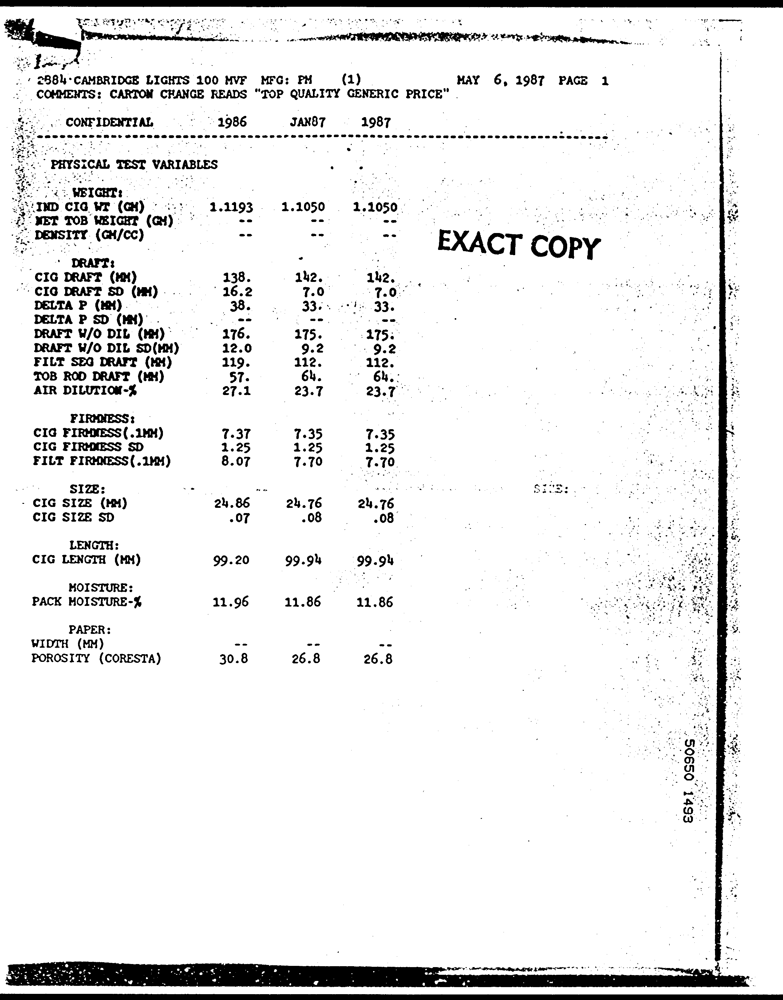 2884 CAMBRIDGE LIGHTS 100 MVF MFG: PM (1) MAY 6, 1987 PAGE 1
COMMENTS: CARTON CHANGE READS "TOP QUALITY GENERIC PRICE"
CONFIDENTIAL 1986 JAN87 1987
PHYSICAL TEST VARIABLES
WEIGHT:
IND CIG WT (GM) 1.1193 1.1050 1.1050
NET TOB WEIGHT (GM) -- -- --
DENSITY (GM/CC) -- -- --
EXACT COPY
DRAFT:
CIG DRAFT (MM) 138. 142. 142.
CIG DRAFT SD (MM) 16.2 7.0 7.0
DELTA P (MM) 38. 33. 33.
DELTA P SD (MM) -- -- --
DRAFT W/O DIL (MM) 176. 175. 175.
DRAFT W/O DIL SD(MM) 12.0 9.2 9.2
FILT SEG DRAFT (MM) 119. 112. 112.
TOB ROD DRAFT (MM) 57. 64. 64.
AIR DILUTION-% 27.1 23.7 23.7
FIRMNESS:
CIG FIRMNESS(.1MM) 7.37 7.35 7.35
CIG FIRMNESS SD 1.25 1.25 1.25
FILT FIRMNESS(.1MM) 8.07 7.70 7.70
SIZE: SIZE:
CIG SIZE (MM) 24.86 24.76 24.76
CIG SIZE SD .07 .08 .08
LENGTH:
CIG LENGTH (MM) 99.20 99.94 99.94
MOISTURE:
PACK MOISTURE-% 11.96 11.86 11.86
PAPER:
WIDTH (MM) -- -- --
POROSITY (CORESTA) 30.8 26.8 26.8
50650 1493